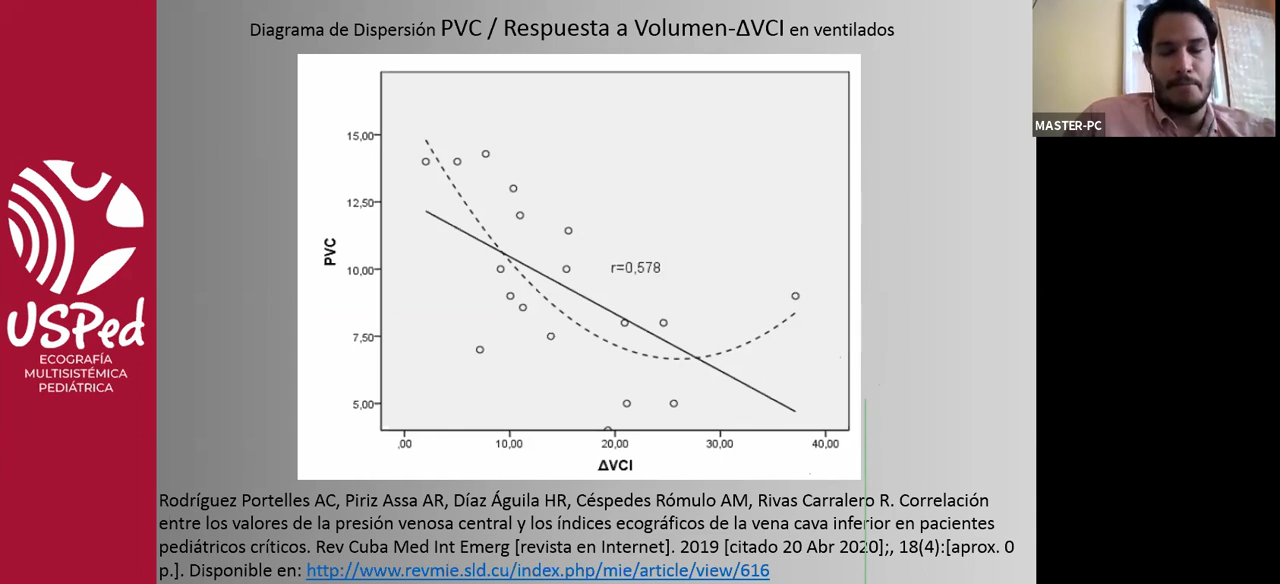 Diagrama de Dispersión PVC / Respuesta a Volumen-ΔVCI en ventilados
MASTER-PC
15,00
12,50
PVC
10,00
r=0,578
7,50
5,00
,00
10,00
20,00
30,00
40,00
ΔVCI
USPed
ECOGRAFÍA
MULTISISTÉMICA
PEDIÁTRICA
Rodríguez Portelles AC, Piriz Assa AR, Díaz Águila HR, Céspedes Rómulo AM, Rivas Carralero R. Correlación
entre los valores de la presión venosa central y los índices ecográficos de la vena cava inferior en pacientes
pediátricos críticos. Rev Cuba Med Int Emerg [revista en Internet]. 2019 [citado 20 Abr 2020];, 18(4):[aprox. 0
p.]. Disponible en: http://www.revmie.sld.cu/index.php/mie/article/view/616